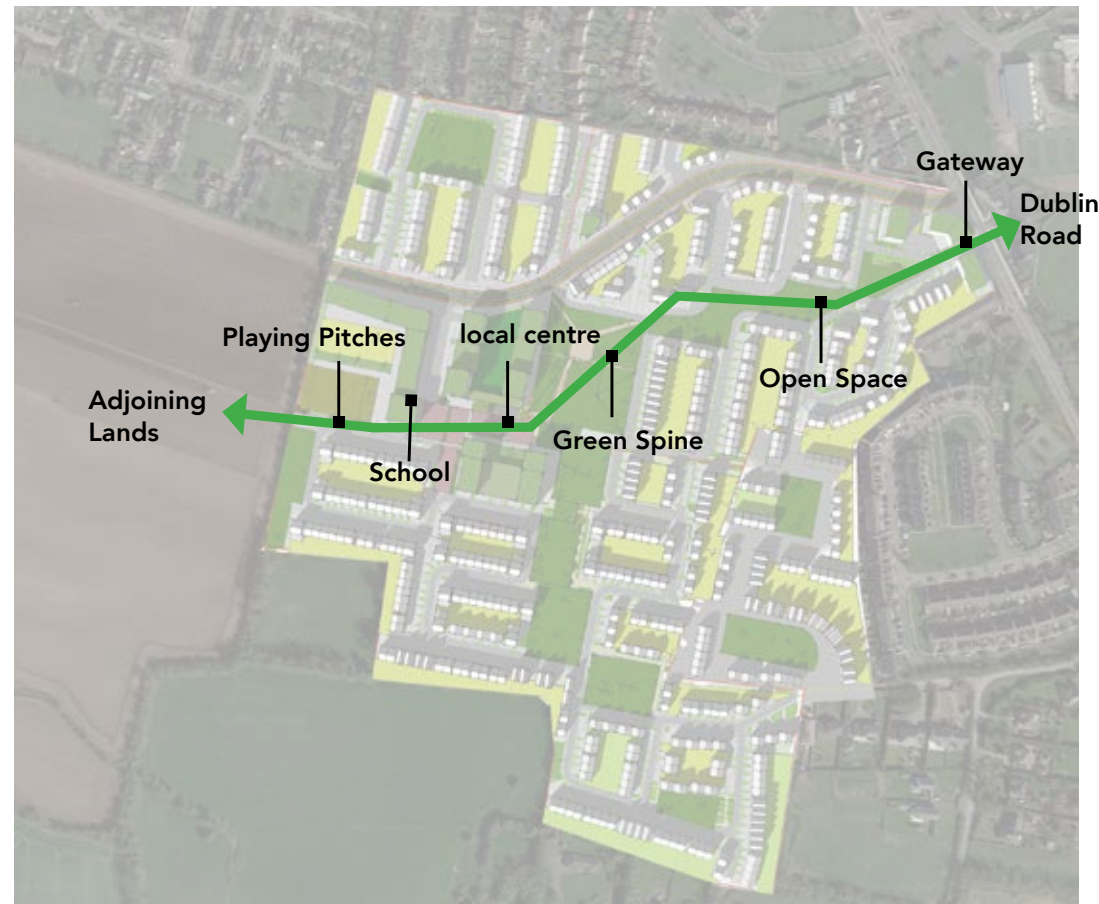 Gateway
Dublin
Road
Playing Pitches
local centre
Open Space
Adjoining
Lands
Green Spine
School